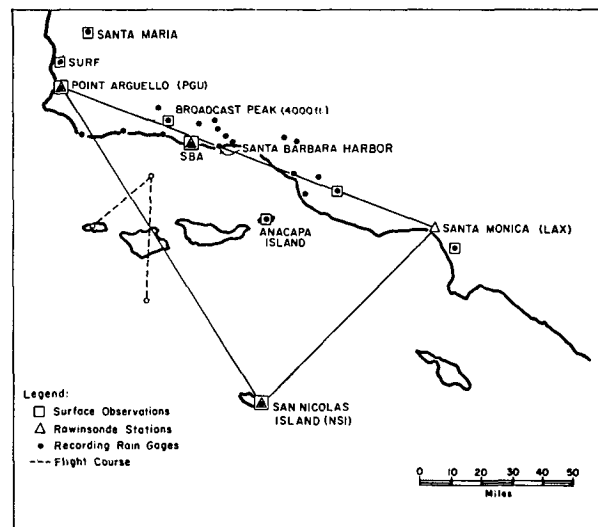 SANTA MARIA
SURF
POINT ARGUELLO (PGU)
BROADCAST PEAK (4000 ft.)
SANTA BARBARA HARBOR
SBA
ANACAPA
ISLAND
SANTA MONICA (LAX)
SAN NICOLAS
ISLAND (NSI)
Legend:
Surface Observations
Rawinsonde Stations
Recording Rain Gages
Flight Course
0 10 20 30 40 50
Miles